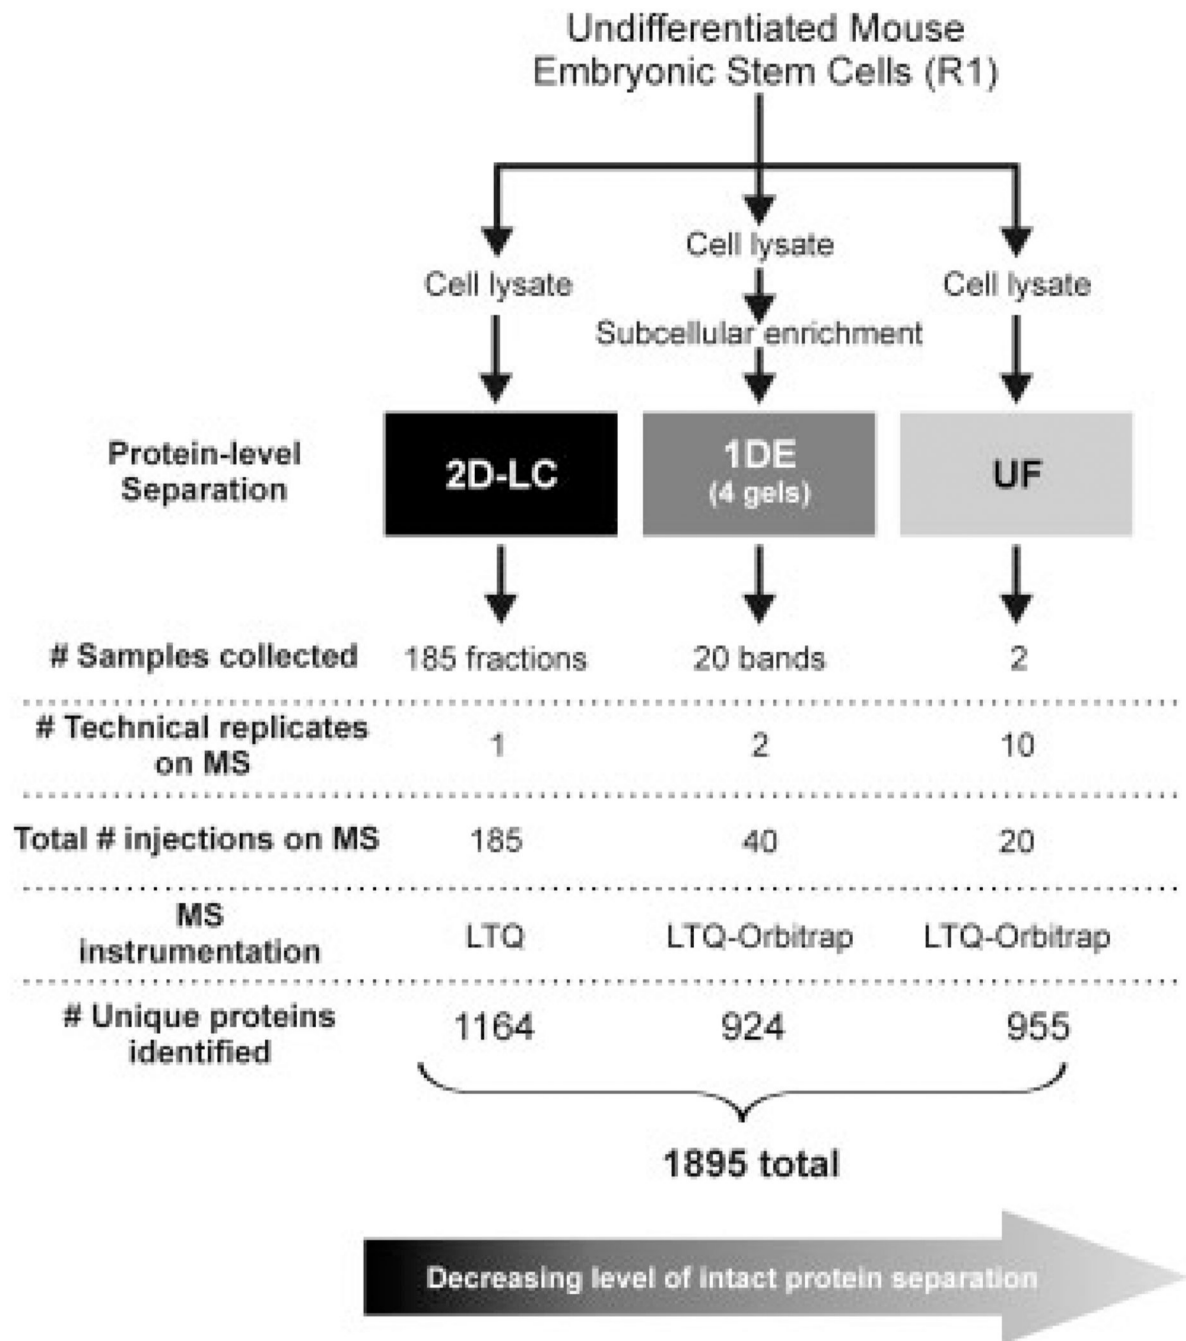 Undifferentiated Mouse
Embryonic Stem Cells (R1)
Cell lysate
Cell lysate
Cell lysate
Subcellular enrichment
Protein-level
Separation
2D-LC
1DE
(4 gels)
UF
# Samples collected
185 fractions
20 bands
2
# Technical replicates
on MS
1
2
10
Total # injections on MS
185
40
20
MS
instrumentation
LTQ
LTQ-Orbitrap
LTQ-Orbitrap
# Unique proteins
identified
1164
924
955
1895 total
Decreasing level of intact protein separation